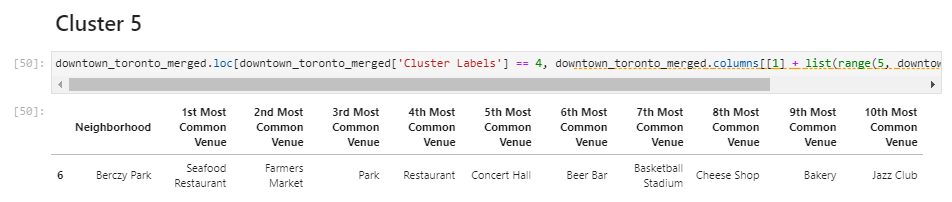 Cluster 5
[50]: downtown_toronto_merged.loc[downtown_toronto_merged['Cluster Labels'] == 4, downtown_toronto_merged.columns[[1] + list(range(5, downtow
[50]:
Neighborhood 1st Most Common Venue 2nd Most Common Venue 3rd Most Common Venue 4th Most Common Venue 5th Most Common Venue 6th Most Common Venue 7th Most Common Venue 8th Most Common Venue 9th Most Common Venue 10th Most Common Venue
6 Berczy Park Seafood Restaurant Farmers Market Park Restaurant Concert Hall Beer Bar Basketball Stadium Cheese Shop Bakery Jazz Club